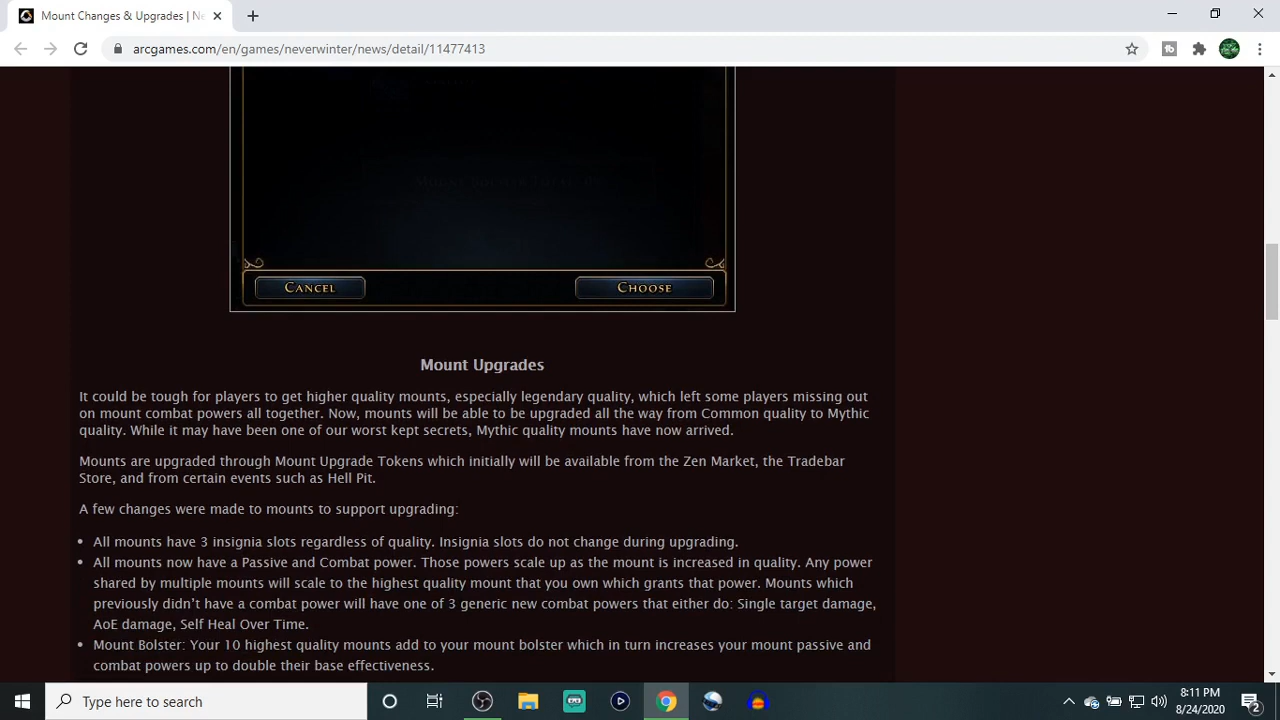 Mount Changes & Upgrades | Ne
arcgames.com/en/games/neverwinter/news/detail/11477413
CANCEL
CHOOSE
Mount Upgrades
It could be tough for players to get higher quality mounts, especially legendary quality, which left some players missing out
on mount combat powers all together. Now, mounts will be able to be upgraded all the way from Common quality to Mythic
quality. While it may have been one of our worst kept secrets, Mythic quality mounts have now arrived.
Mounts are upgraded through Mount Upgrade Tokens which initially will be available from the Zen Market, the Tradebar
Store, and from certain events such as Hell Pit.
A few changes were made to mounts to support upgrading:
• All mounts have 3 insignia slots regardless of quality. Insignia slots do not change during upgrading.
• All mounts now have a Passive and Combat power. Those powers scale up as the mount is increased in quality. Any power
shared by multiple mounts will scale to the highest quality mount that you own which grants that power. Mounts which
previously didn’t have a combat power will have one of 3 generic new combat powers that either do: Single target damage,
AoE damage, Self Heal Over Time.
• Mount Bolster: Your 10 highest quality mounts add to your mount bolster which in turn increases your mount passive and
combat powers up to double their base effectiveness.
Type here to search
8:11 PM
8/24/2020
2